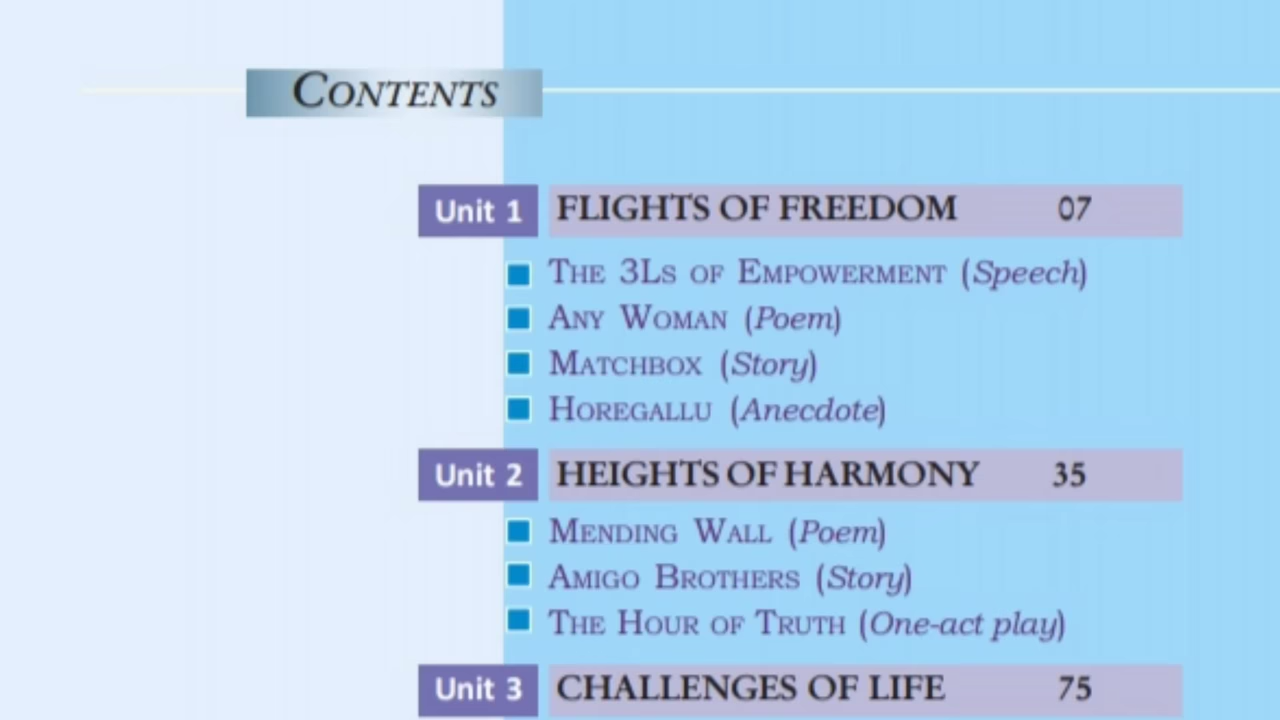 CONTENTS
Unit 1 FLIGHTS OF FREEDOM 07
THE 3LS OF EMPOWERMENT (Speech)
ANY WOMAN (Poem)
MATCHBOX (Story)
HOREGALLU (Anecdote)
Unit 2 HEIGHTS OF HARMONY 35
MENDING WALL (Poem)
AMIGO BROTHERS (Story)
THE HOUR OF TRUTH (One-act play)
Unit 3 CHALLENGES OF LIFE 75